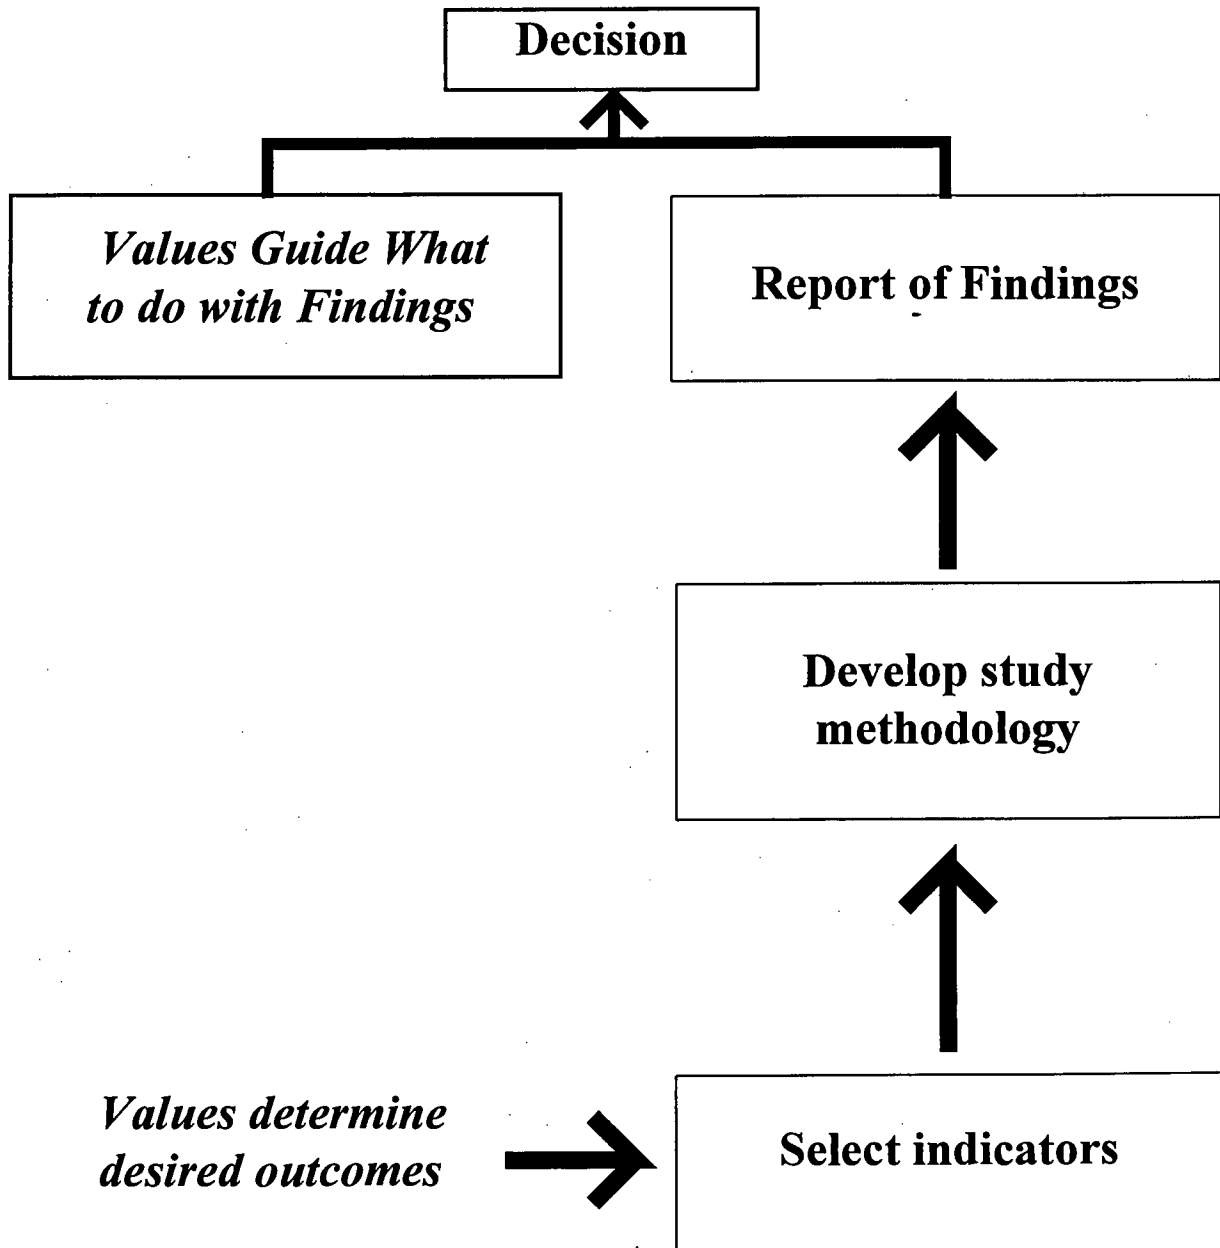 Decision
Values Guide What
to do with Findings
Report of Findings
Develop study
methodology
Values determine
desired outcomes
Select indicators